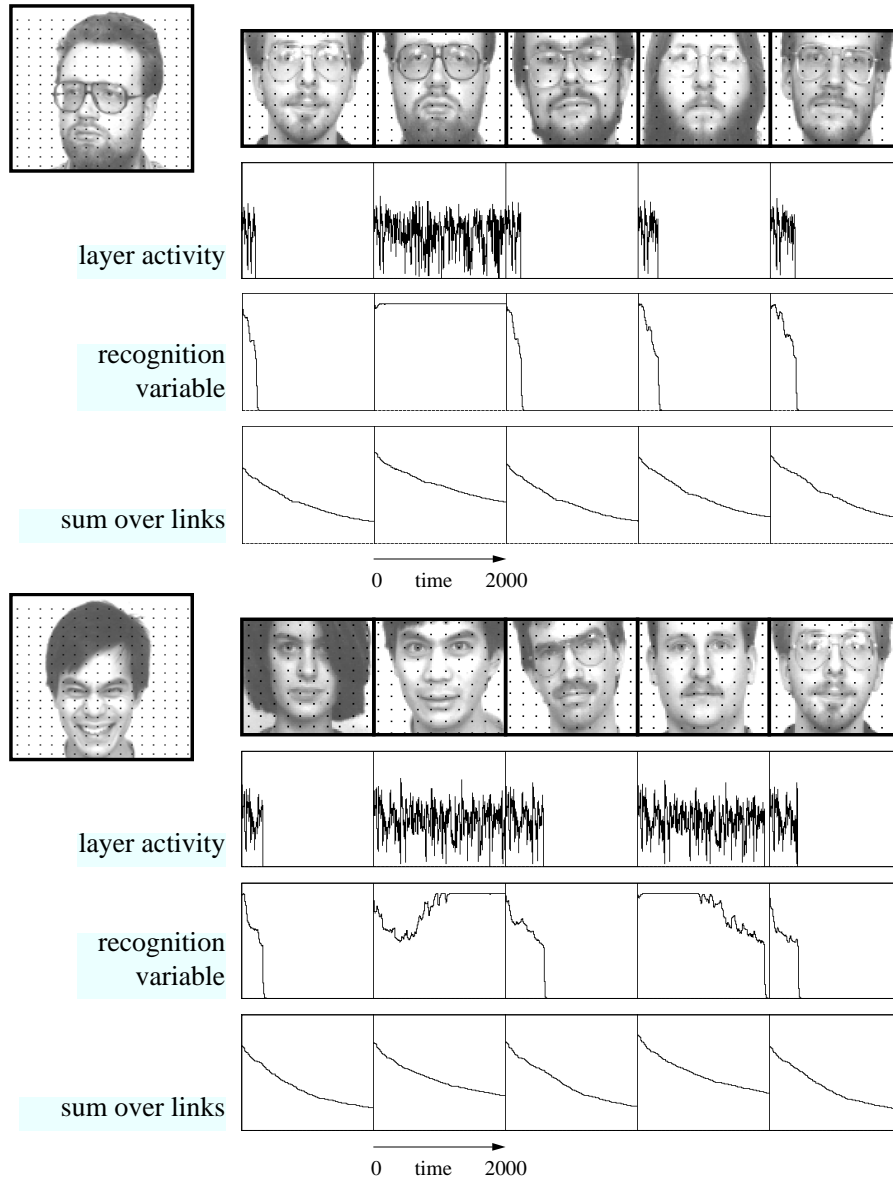 layer activity
recognition
variable
sum over links
0 time 2000
layer activity
recognition
variable
sum over links
0 time 2000